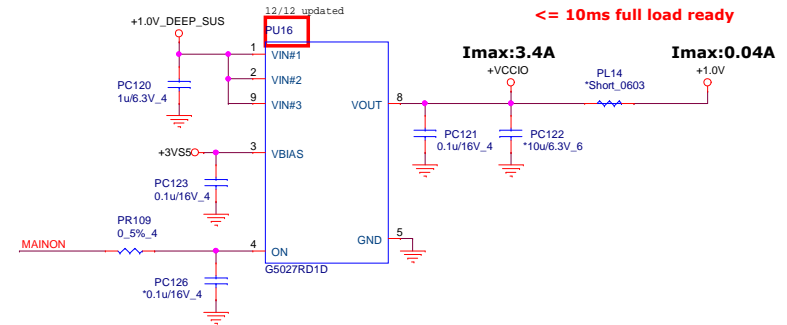 12/12 updated
<= 10ms full load ready
+1.0V_DEEP_SUS
PU16
Imax:3.4A
Imax:0.04A
1
VIN#1
+VCCIO
PL14
*Short_0603
+1.0V
2
VIN#2
PC120
1u/6.3V_4
9
VIN#3
VOUT
8
PC121
0.1u/16V_4
PC122
*10u/6.3V_6
+3VS5
3
VBIAS
PC123
0.1u/16V_4
PR109
0_5%_4
MAINON
4
ON
GND
5
G5027RD1D
PC126
*0.1u/16V_4